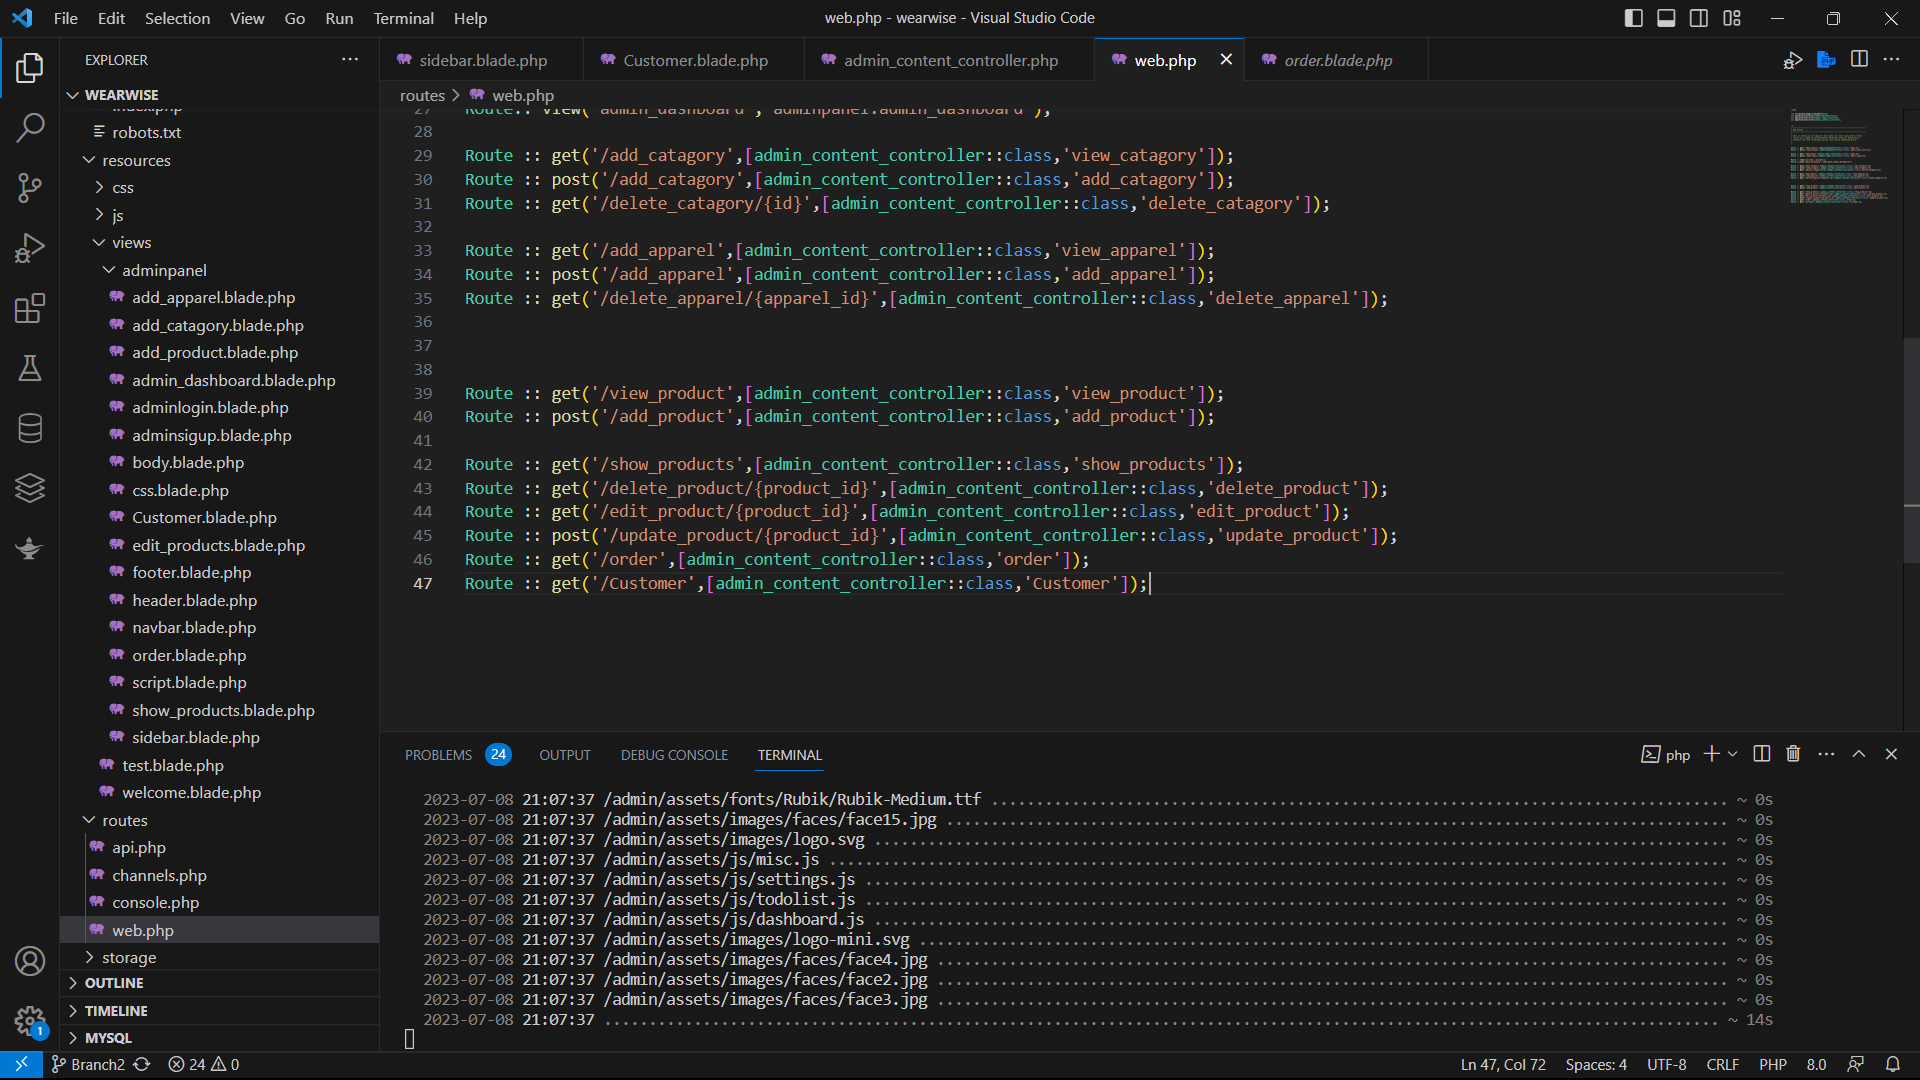 File Edit Selection View Go Run Terminal Help
web.php - wearwise - Visual Studio Code
EXPLORER
WEARWISE
index.php
robots.txt
resources
css
js
views
adminpanel
add_apparel.blade.php
add_catagory.blade.php
add_product.blade.php
admin_dashboard.blade.php
adminlogin.blade.php
adminsigup.blade.php
body.blade.php
css.blade.php
Customer.blade.php
edit_products.blade.php
footer.blade.php
header.blade.php
navbar.blade.php
order.blade.php
script.blade.php
show_products.blade.php
sidebar.blade.php
test.blade.php
welcome.blade.php
routes
api.php
channels.php
console.php
web.php
storage
OUTLINE
TIMELINE
MYSQL
sidebar.blade.php Customer.blade.php admin_content_controller.php web.php order.blade.php
routes > web.php
27 Route:: view('admin_dashboard','adminpanel.admin_dashboard');
28
29 Route :: get('/add_catagory',[admin_content_controller::class,'view_catagory']);
30 Route :: post('/add_catagory',[admin_content_controller::class,'add_catagory']);
31 Route :: get('/delete_catagory/{id}',[admin_content_controller::class,'delete_catagory']);
32
33 Route :: get('/add_apparel',[admin_content_controller::class,'view_apparel']);
34 Route :: post('/add_apparel',[admin_content_controller::class,'add_apparel']);
35 Route :: get('/delete_apparel/{apparel_id}',[admin_content_controller::class,'delete_apparel']);
36
37
38
39 Route :: get('/view_product',[admin_content_controller::class,'view_product']);
40 Route :: post('/add_product',[admin_content_controller::class,'add_product']);
41
42 Route :: get('/show_products',[admin_content_controller::class,'show_products']);
43 Route :: get('/delete_product/{product_id}',[admin_content_controller::class,'delete_product']);
44 Route :: get('/edit_product/{product_id}',[admin_content_controller::class,'edit_product']);
45 Route :: post('/update_product/{product_id}',[admin_content_controller::class,'update_product']);
46 Route :: get('/order',[admin_content_controller::class,'order']);
47 Route :: get('/Customer',[admin_content_controller::class,'Customer']);
PROBLEMS 24 OUTPUT DEBUG CONSOLE TERMINAL
php
2023-07-08 21:07:37 /admin/assets/fonts/Rubik/Rubik-Medium.ttf ~ 0s
2023-07-08 21:07:37 /admin/assets/images/faces/face15.jpg ~ 0s
2023-07-08 21:07:37 /admin/assets/images/logo.svg ~ 0s
2023-07-08 21:07:37 /admin/assets/js/misc.js ~ 0s
2023-07-08 21:07:37 /admin/assets/js/settings.js ~ 0s
2023-07-08 21:07:37 /admin/assets/js/todolist.js ~ 0s
2023-07-08 21:07:37 /admin/assets/js/dashboard.js ~ 0s
2023-07-08 21:07:37 /admin/assets/images/logo-mini.svg ~ 0s
2023-07-08 21:07:37 /admin/assets/images/faces/face4.jpg ~ 0s
2023-07-08 21:07:37 /admin/assets/images/faces/face2.jpg ~ 0s
2023-07-08 21:07:37 /admin/assets/images/faces/face3.jpg ~ 0s
2023-07-08 21:07:37 ~ 14s
1
Branch2 24 0
Ln 47, Col 72 Spaces: 4 UTF-8 CRLF PHP 8.0